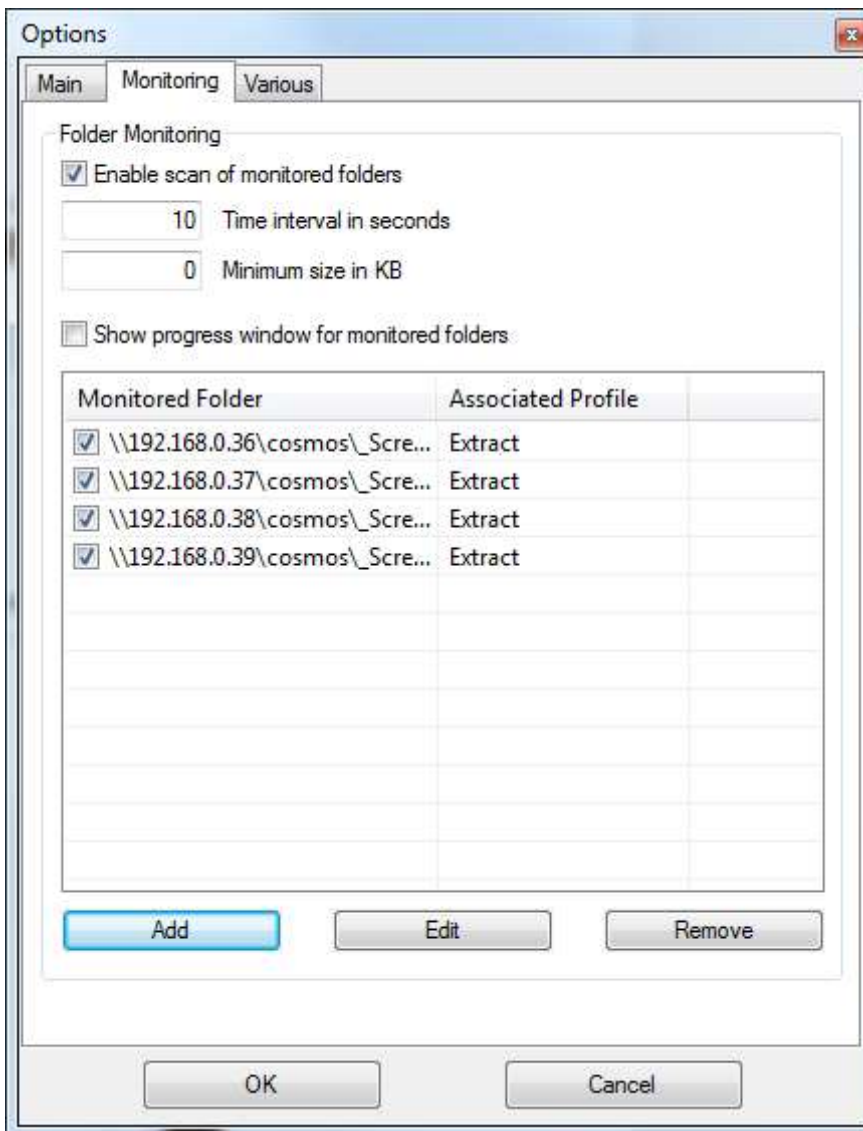 Options
Main Monitoring Various
Folder Monitoring
Enable scan of monitored folders
10 Time interval in seconds
0 Minimum size in KB
Show progress window for monitored folders
Monitored Folder Associated Profile
\\192.168.0.36\cosmos\_Scre... Extract
\\192.168.0.37\cosmos\_Scre... Extract
\\192.168.0.38\cosmos\_Scre... Extract
\\192.168.0.39\cosmos\_Scre... Extract
Add Edit Remove
OK Cancel